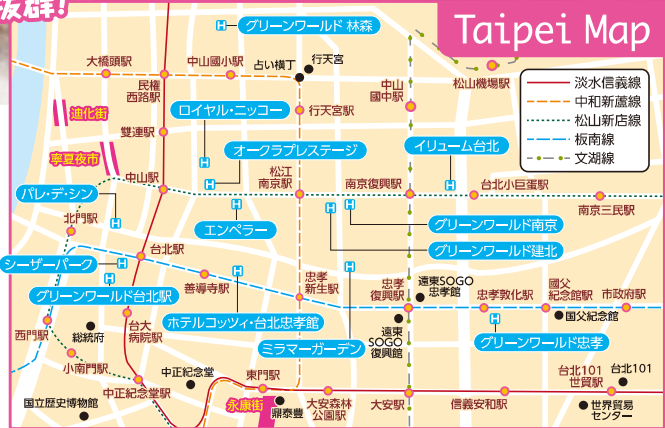 抜群!
Taipei Map
グリーンワールド 林森
大橋頭駅
中山國小駅
占い横丁
行天宮
民権
西路駅
中山
國中駅
松山機場駅
淡水信義線
中和新蘆線
松山新店線
板南線
文湖線
迪化街
ロイヤル・ニッコー
行天宮駅
雙連駅
寧夏夜市
オークラプレステージ
イリューム台北
中山駅
松江
南京駅
南京復興駅
台北小巨蛋駅
南京三民駅
パレ・デ・シン
北門駅
エンペラー
グリーンワールド南京
グリーンワールド建北
台北駅
シーザーパーク
善導寺駅
忠孝
新生駅
忠孝
復興駅
遠東SOGO
忠孝館
忠孝敦化駅
國父
紀念館駅
市政府駅
グリーンワールド台北駅
台大
病院駅
ホテルコッツィ・台北忠孝館
国父紀念館
西門駅
総統府
遠東
SOGO
復興館
グリーンワールド忠孝
ミラマーガーデン
小南門駅
中正紀念堂
東門駅
台北101
世貿駅
台北101
中正紀念堂駅
国立歴史博物館
永康街
鼎泰豊
大安森林
公園駅
大安駅
信義安和駅
世界貿易
センター